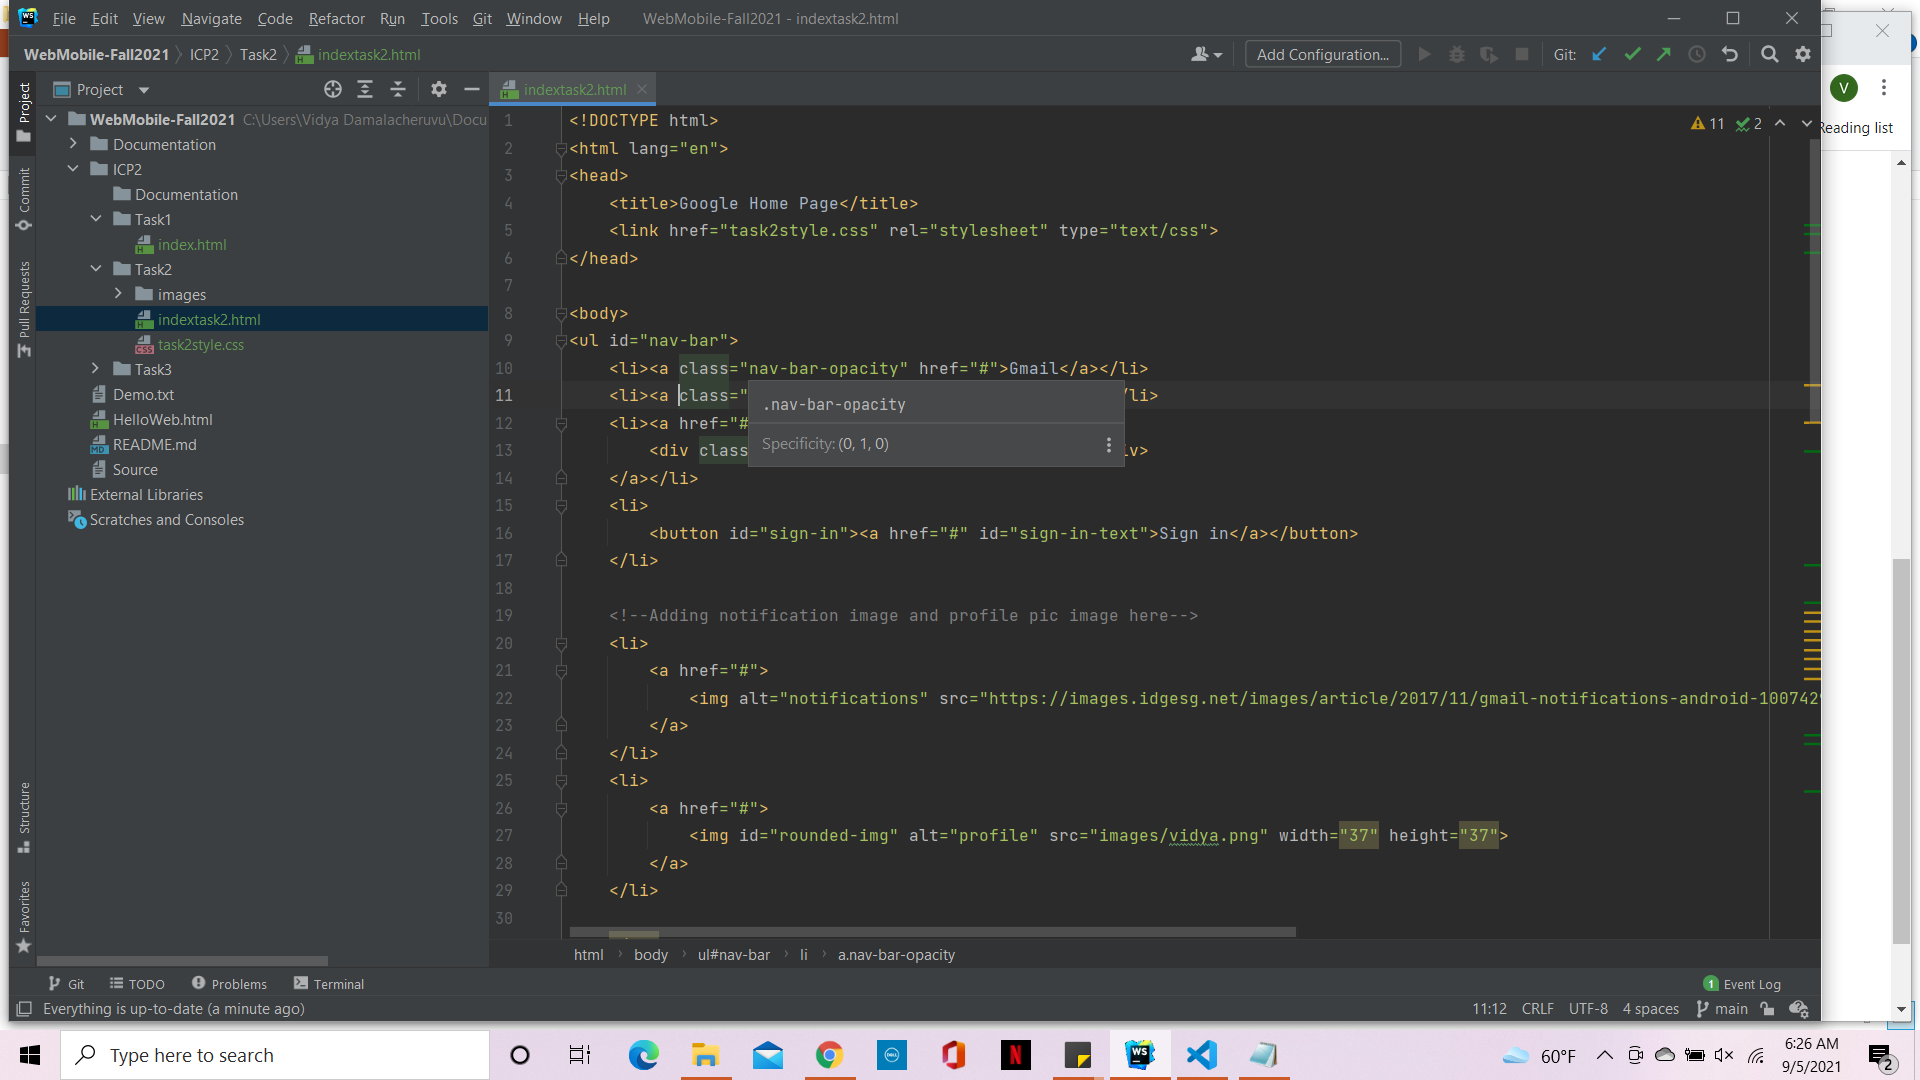 File Edit View Navigate Code Refactor Run Tools Git Window Help WebMobile-Fall2021 - indextask2.html
WebMobile-Fall2021 ICP2 Task2 indextask2.html Add Configuration... Git:
Project indextask2.html
WebMobile-Fall2021 C:\Users\Vidya Damalacheruvu\Docu
Documentation
ICP2
Documentation
Task1
index.html
Task2
images
indextask2.html
task2style.css
Task3
Demo.txt
HelloWeb.html
README.md
Source
External Libraries
Scratches and Consoles
Project
Commit
Pull Requests
Structure
Favorites
11 2
1 <!DOCTYPE html>
2 <html lang="en">
3 <head>
4 <title>Google Home Page</title>
5 <link href="task2style.css" rel="stylesheet" type="text/css">
6 </head>
7
8 <body>
9 <ul id="nav-bar">
10 <li><a class="nav-bar-opacity" href="#">Gmail</a></li>
11 <li><a class=" /li>
12 <li><a href="#
13 <div class iv>
14 </a></li>
15 <li>
16 <button id="sign-in"><a href="#" id="sign-in-text">Sign in</a></button>
17 </li>
18
19 <!--Adding notification image and profile pic image here-->
20 <li>
21 <a href="#">
22 <img alt="notifications" src="https://images.idgesg.net/images/article/2017/11/gmail-notifications-android-100742
23 </a>
24 </li>
25 <li>
26 <a href="#">
27 <img id="rounded-img" alt="profile" src="images/vidya.png" width="37" height="37">
28 </a>
29 </li>
30
.nav-bar-opacity
Specificity: (0, 1, 0)
html body ul#nav-bar li a.nav-bar-opacity
Git TODO Problems Terminal 1 Event Log
Everything is up-to-date (a minute ago) 11:12 CRLF UTF-8 4 spaces main
V
Reading list
Type here to search
DELL
N
WS
60°F
6:26 AM
9/5/2021
2